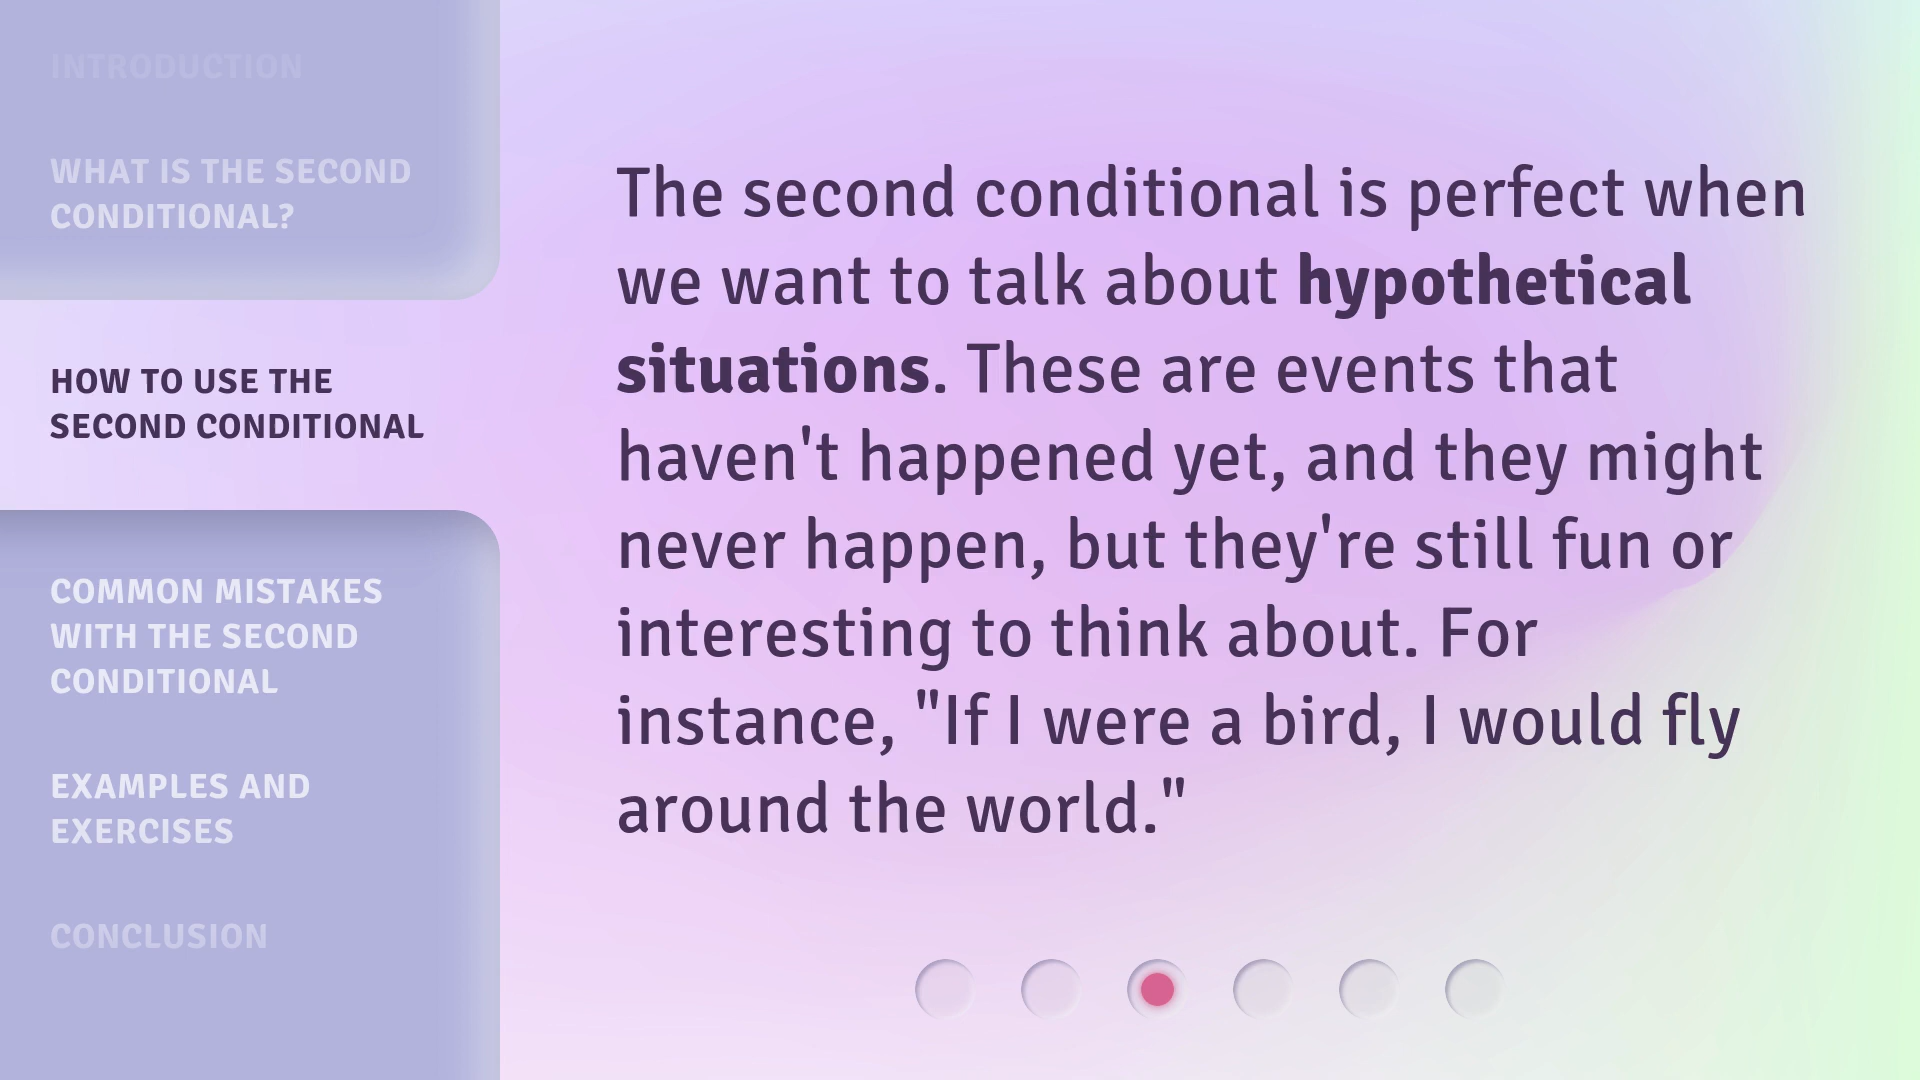 INTRODUCTION
WHAT IS THE SECOND
CONDITIONAL?
HOW TO USE THE
SECOND CONDITIONAL
COMMON MISTAKES
WITH THE SECOND
CONDITIONAL
EXAMPLES AND
EXERCISES
CONCLUSION
The second conditional is perfect when
we want to talk about hypothetical
situations. These are events that
haven't happened yet, and they might
never happen, but they're still fun or
interesting to think about. For
instance, "If I were a bird, I would fly
around the world."